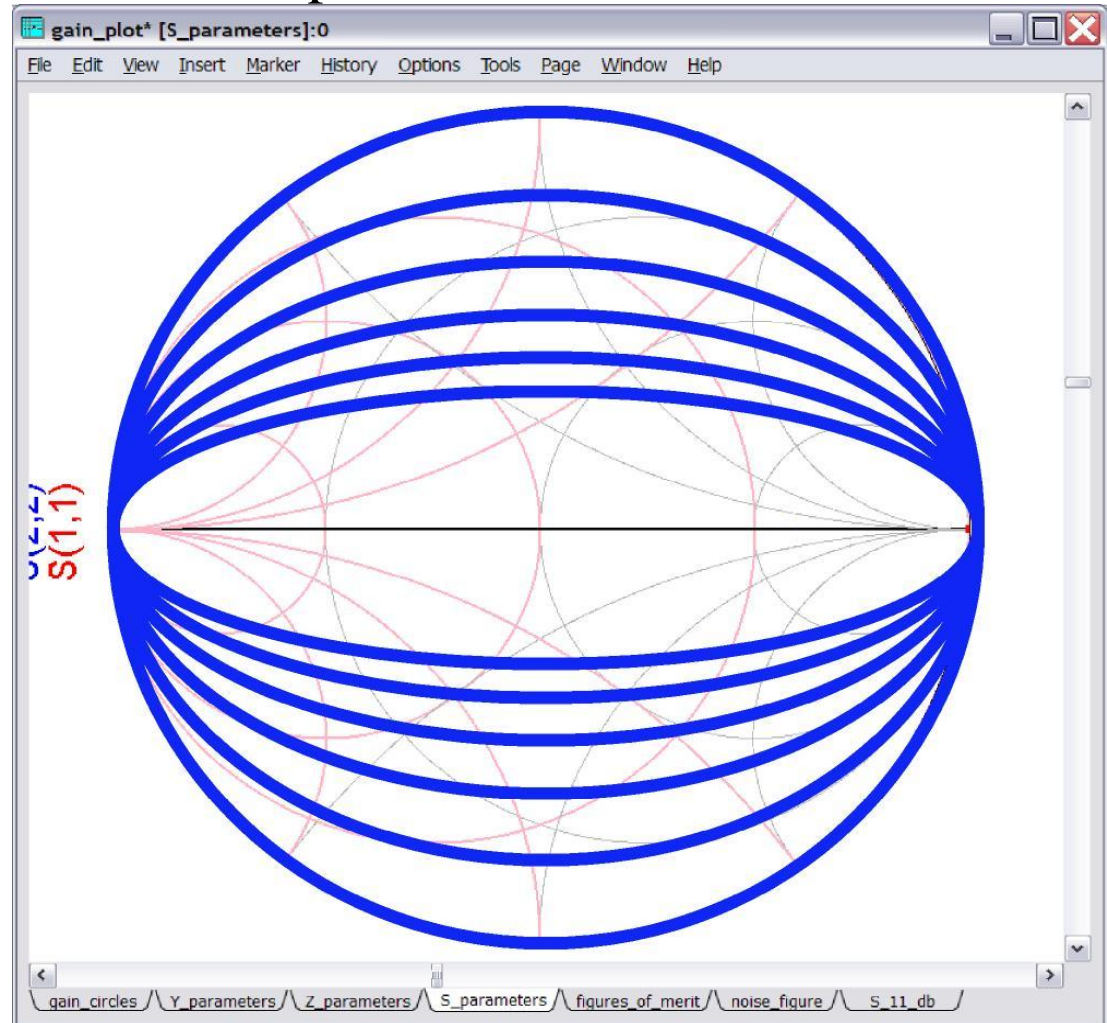 gain_plot* [S_parameters]:0
File Edit View Insert Marker History Options Tools Page Window Help
S(1,1)
gain_circles Y_parameters Z_parameters S_parameters figures_of_merit noise_figure S_11_db